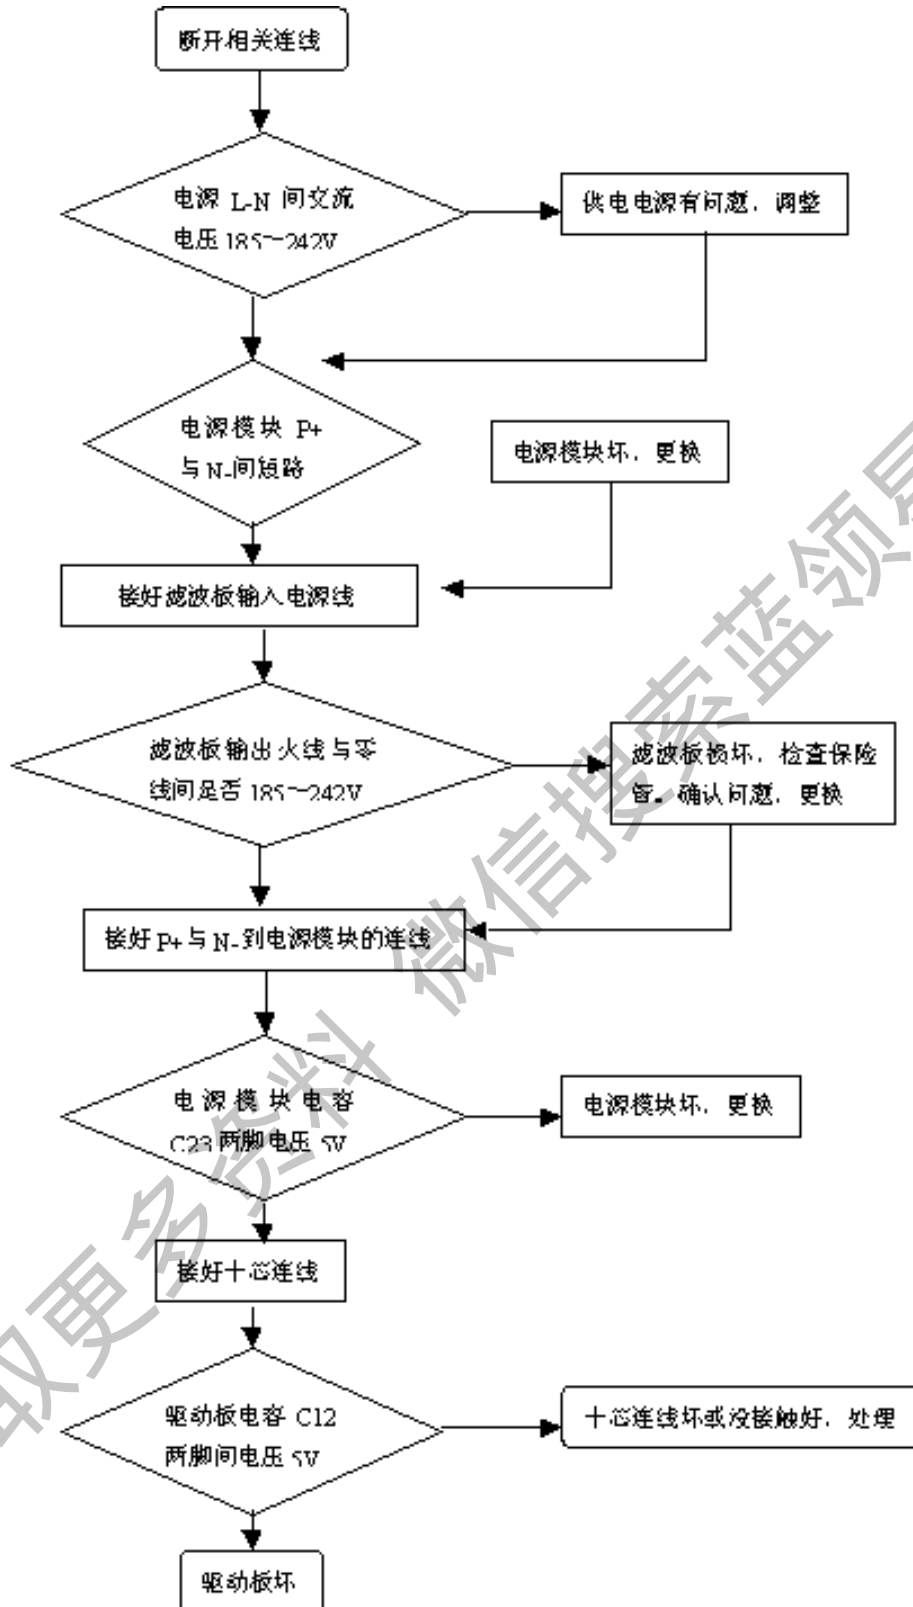 断开相关连线
电源 L-N 间交流
电压 185~242V
供电电源有问题，调整
电源模块 P+
与 N-间短路
电源模块坏，更换
接好滤波板输入电源线
滤波板输出火线与零
线间是否 185~242V
滤波板损坏，检查保险
管。确认问题，更换
接好 P+与 N-到电源模块的连线
电源模块电容
C23 两脚电压 5V
电源模块坏，更换
接好十芯连线
驱动板电容 C12
两脚间电压 5V
十芯连线坏或没接触好，处理
驱动板坏
取更多资料 微信搜索蓝领星